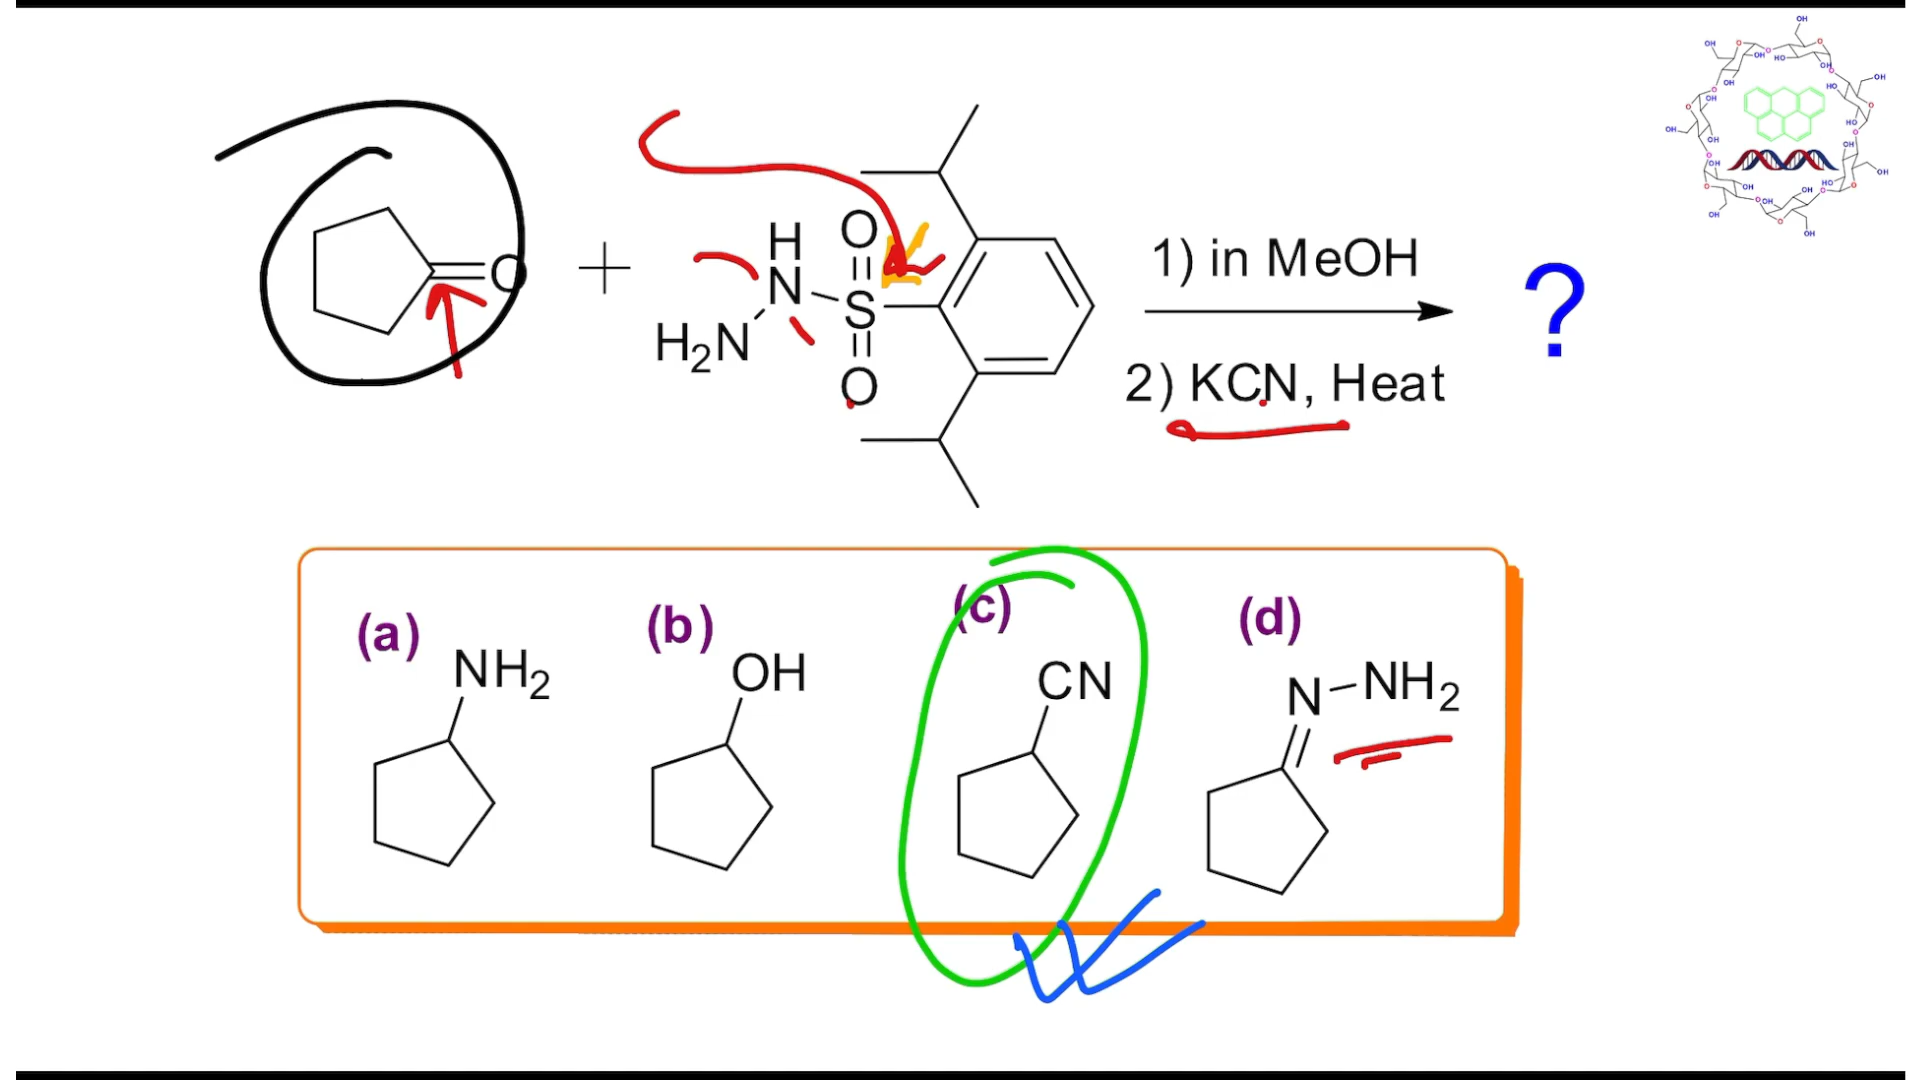 O + H
N
H₂N
O
S
O
1) in MeOH
2) KCN, Heat
?
(a) (b) (c) (d)
NH₂ OH CN N NH₂